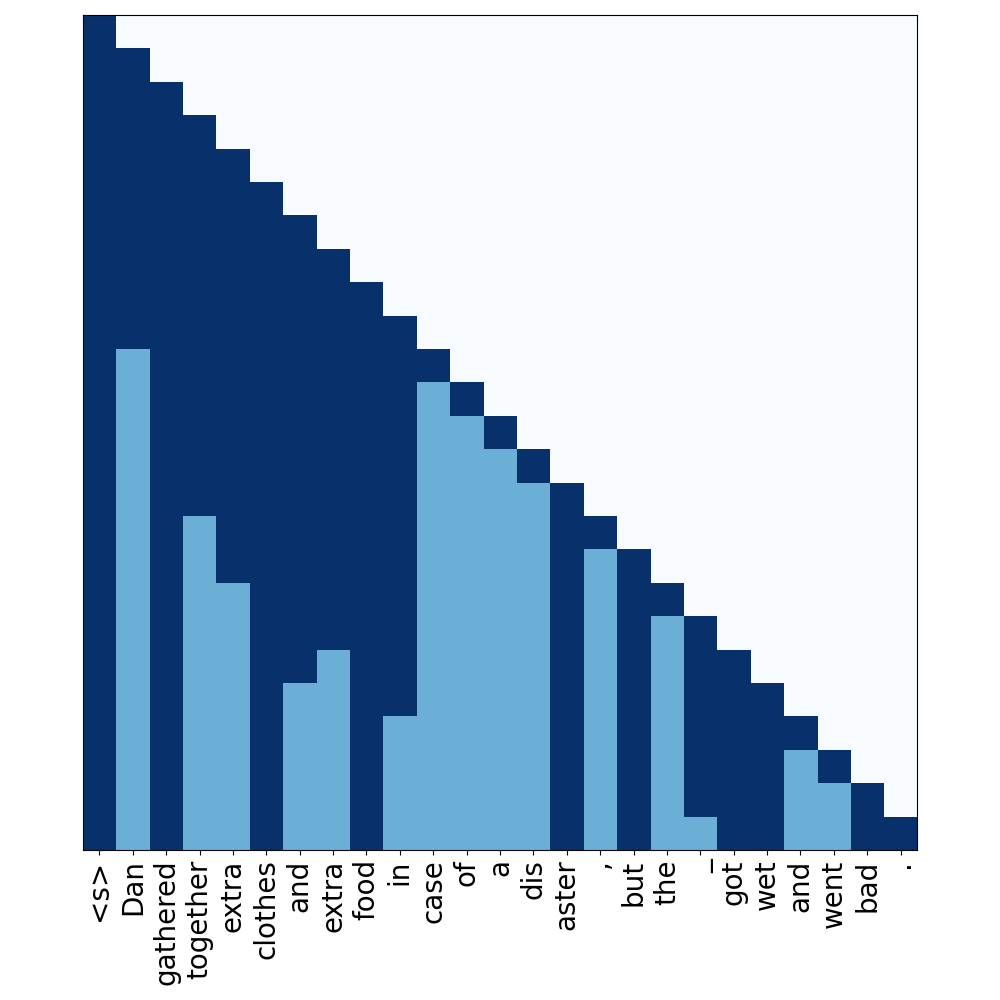 <s>
Dan
gathered
together
extra
clothes
and
extra
food
in
case
of
a
dis
aster
,
but
the
_
got
wet
and
went
bad
.